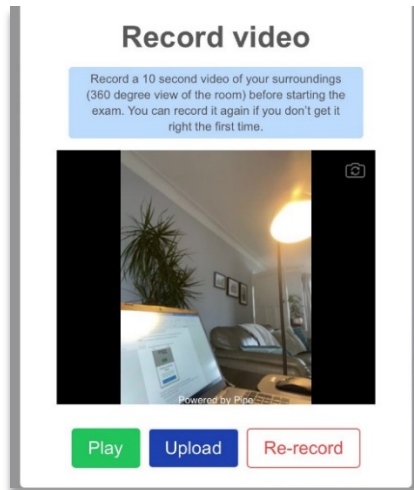 Record video
Record a 10 second video of your surroundings
(360 degree view of the room) before starting the
exam. You can record it again if you don't get it
right the first time.
Powered by Pipe
Play
Upload
Re-record